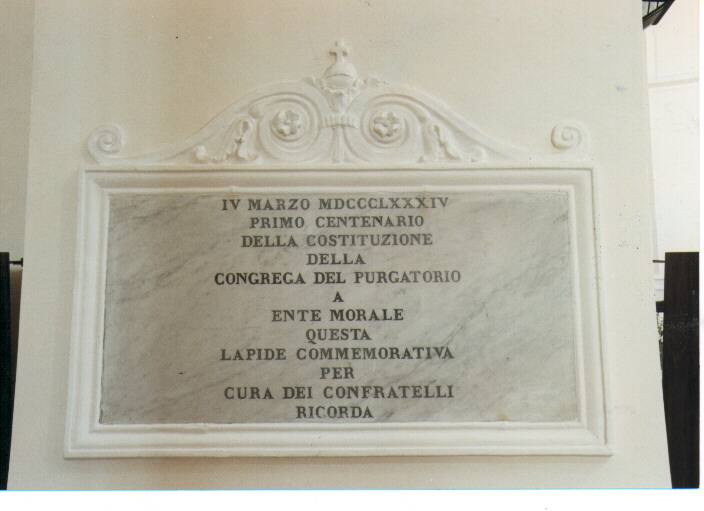 IV MARZO MDCCCLXXXIV
PRIMO CENTENARIO
DELLA COSTITUZIONE
DELLA
CONGREGA DEL PURGATORIO
A
ENTE MORALE
QUESTA
LAPIDE COMMEMORATIVA
PER
CURA DEI CONFRATELLI
RICORDA